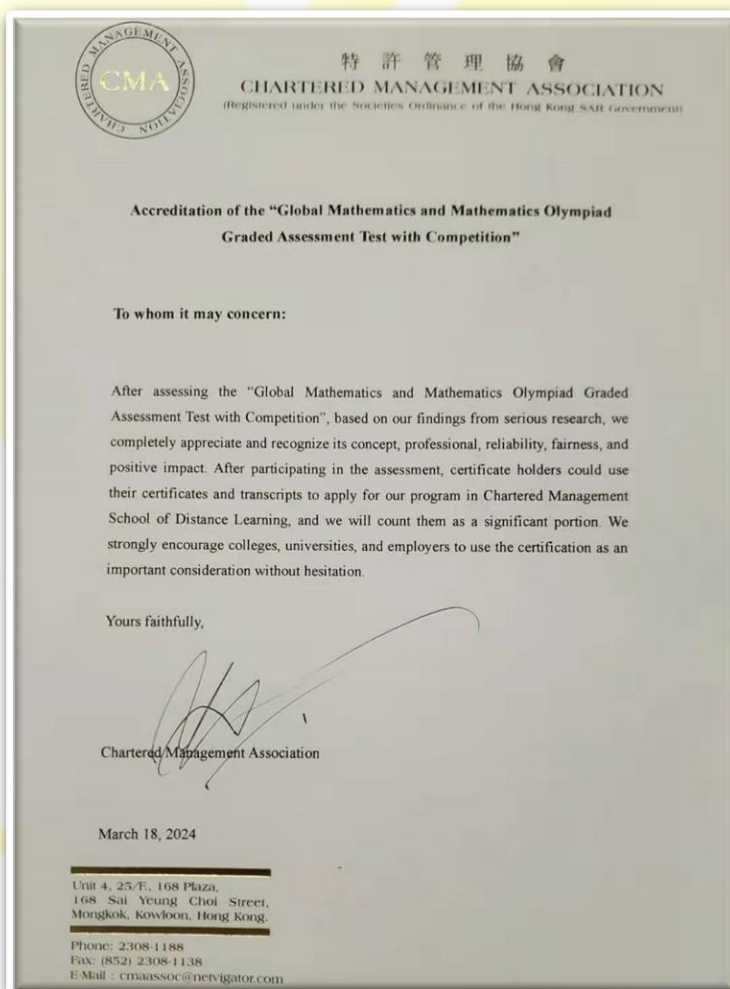 CHARTERED MANAGEMENT ASSOCIATION
CMA
特許管理協會
CHARTERED MANAGEMENT ASSOCIATION
(Registered under the Societies Ordinance of the Hong Kong SAR Government)
Accreditation of the “Global Mathematics and Mathematics Olympiad
Graded Assessment Test with Competition”
To whom it may concern:
After assessing the “Global Mathematics and Mathematics Olympiad Graded
Assessment Test with Competition”, based on our findings from serious research, we
completely appreciate and recognize its concept, professional, reliability, fairness, and
positive impact. After participating in the assessment, certificate holders could use
their certificates and transcripts to apply for our program in Chartered Management
School of Distance Learning, and we will count them as a significant portion. We
strongly encourage colleges, universities, and employers to use the certification as an
important consideration without hesitation.
Yours faithfully,
Chartered Management Association
March 18, 2024
Unit 4, 25/F., 168 Plaza,
168 Sai Yeung Choi Street,
Mongkok, Kowloon, Hong Kong.
Phone: 2308-1188
Fax: (852) 2308-1138
E-Mail : cmaassoc@netvigator.com